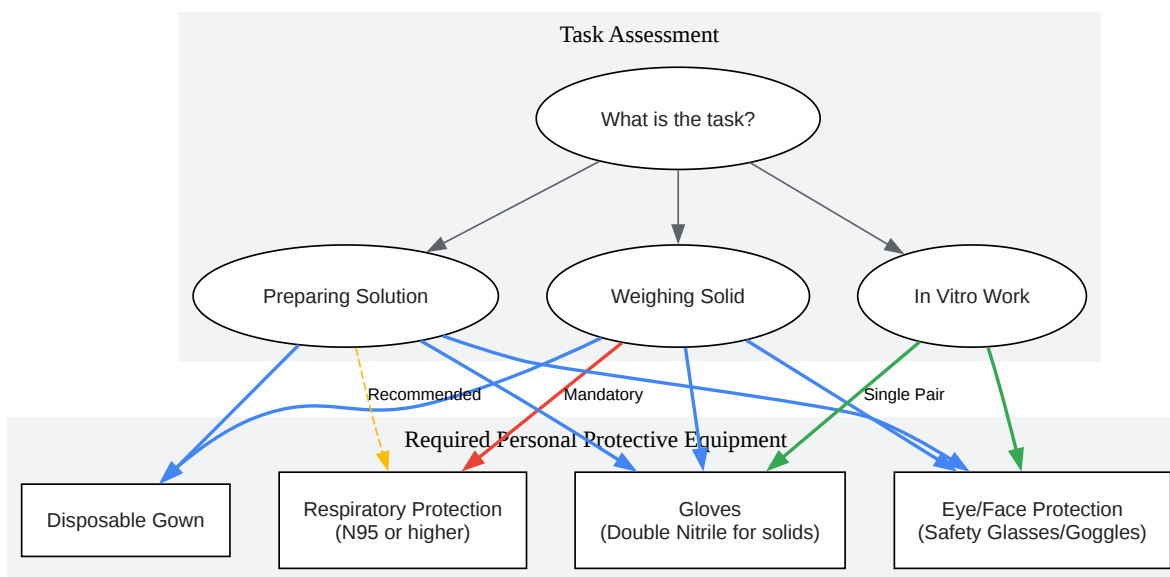 Task Assessment
What is the task?
Preparing Solution
Weighing Solid
In Vitro Work
Recommended
Mandatory
Single Pair
Required Personal Protective Equipment
Disposable Gown
Respiratory Protection
(N95 or higher)
Gloves
(Double Nitrile for solids)
Eye/Face Protection
(Safety Glasses/Goggles)